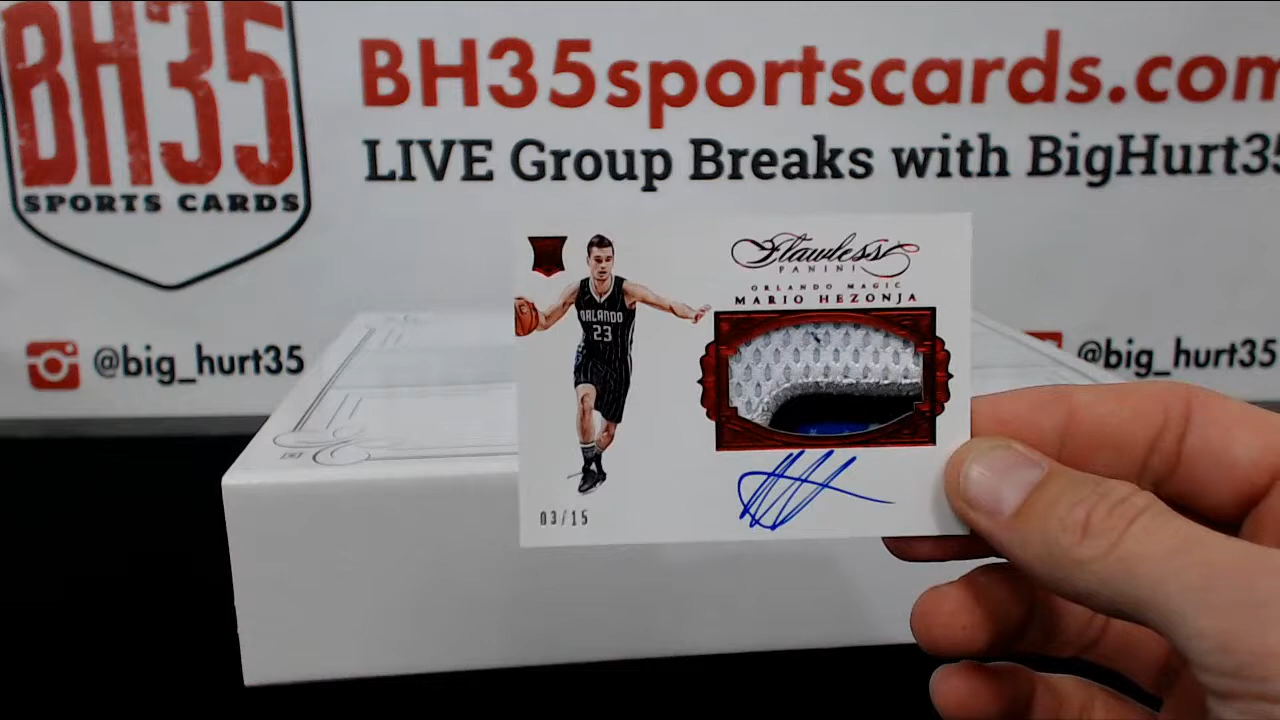 BH35
SPORTS CARDS
BH35sportscards.com
LIVE Group Breaks with BigHurt35
@big_hurt35
@big_hurt35
Flawless
PANINI
ORLANDO MAGIC
MARIO HEZONJA
ORLANDO
23
03/15